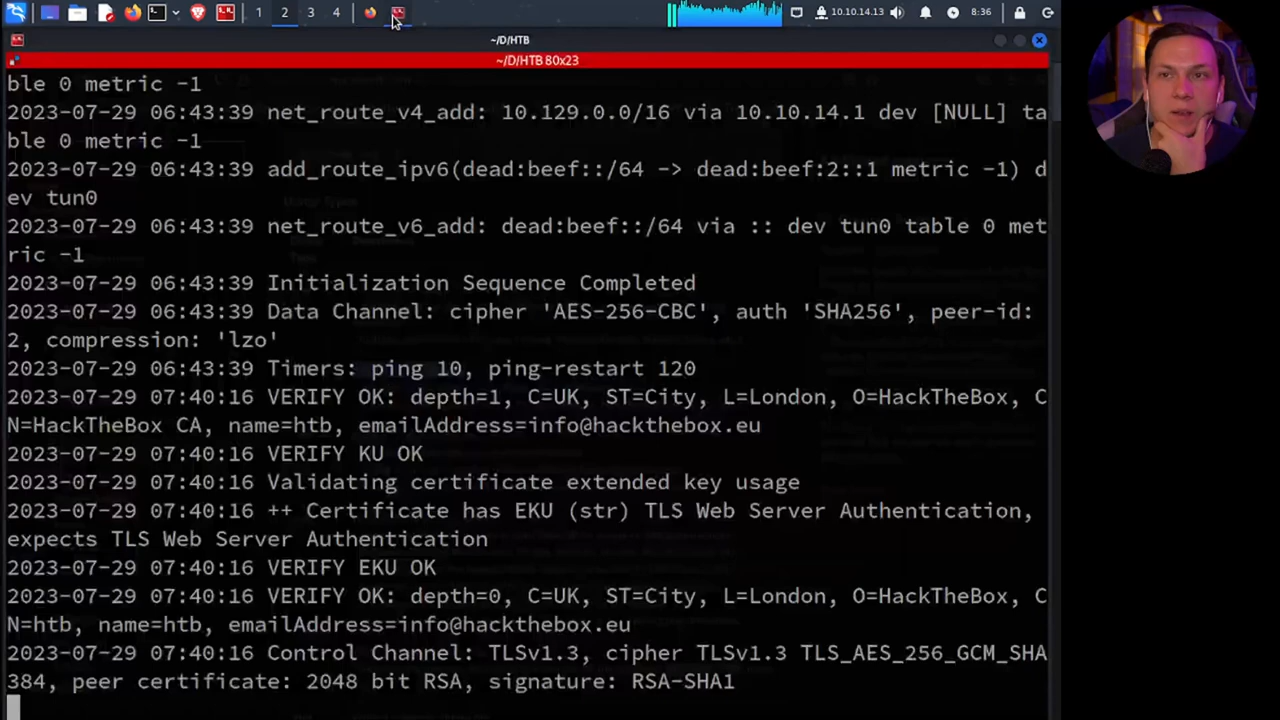 1 2 3 4 10.10.14.13 8:36
~/D/HTB
~/D/HTB 80x23
ble 0 metric -1
2023-07-29 06:43:39 net_route_v4_add: 10.129.0.0/16 via 10.10.14.1 dev [NULL] ta
ble 0 metric -1
2023-07-29 06:43:39 add_route_ipv6(dead:beef::/64 -> dead:beef:2::1 metric -1) d
ev tun0
2023-07-29 06:43:39 net_route_v6_add: dead:beef::/64 via :: dev tun0 table 0 met
ric -1
2023-07-29 06:43:39 Initialization Sequence Completed
2023-07-29 06:43:39 Data Channel: cipher 'AES-256-CBC', auth 'SHA256', peer-id:
2, compression: 'lzo'
2023-07-29 06:43:39 Timers: ping 10, ping-restart 120
2023-07-29 07:40:16 VERIFY OK: depth=1, C=UK, ST=City, L=London, O=HackTheBox, C
N=HackTheBox CA, name=htb, emailAddress=info@hackthebox.eu
2023-07-29 07:40:16 VERIFY KU OK
2023-07-29 07:40:16 Validating certificate extended key usage
2023-07-29 07:40:16 ++ Certificate has EKU (str) TLS Web Server Authentication,
expects TLS Web Server Authentication
2023-07-29 07:40:16 VERIFY EKU OK
2023-07-29 07:40:16 VERIFY OK: depth=0, C=UK, ST=City, L=London, O=HackTheBox, C
N=htb, name=htb, emailAddress=info@hackthebox.eu
2023-07-29 07:40:16 Control Channel: TLSv1.3, cipher TLSv1.3 TLS_AES_256_GCM_SHA
384, peer certificate: 2048 bit RSA, signature: RSA-SHA1